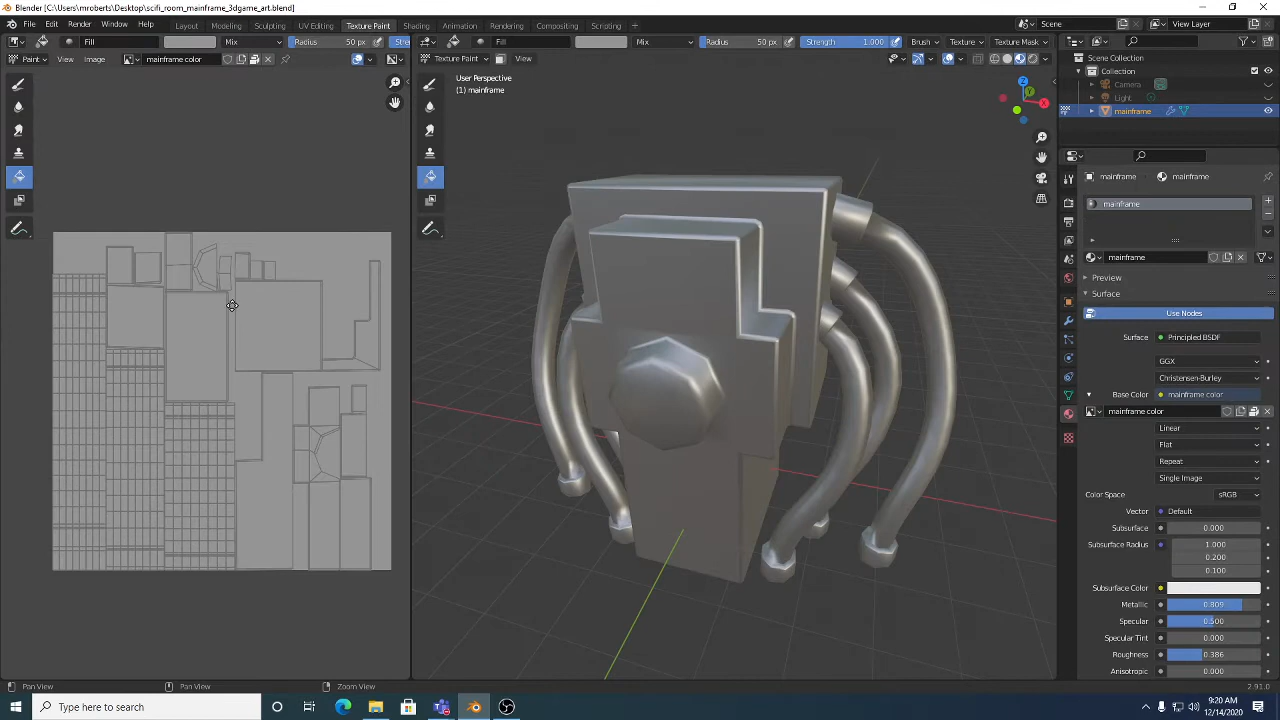 Blender [C:\Users\mroberts\Desktop\scifi_room_mainframe_3dgame_art.blend]
File Edit Render Window Help Layout Modeling Sculpting UV Editing Texture Paint Shading Animation Rendering Compositing Scripting + Scene View Layer
Fill Mix Radius 50 px Fill Mix Radius 50 px Strength 1.000 Brush Texture Texture Mask
Paint View Image mainframe color Texture Paint View
User Perspective
(1) mainframe
X
Y
Z
Scene Collection
Collection
Camera
Light
mainframe
mainframe mainframe
mainframe
mainframe
Preview
Surface
Use Nodes
Surface Principled BSDF
GGX
Christensen-Burley
Base Color mainframe color
mainframe color
Linear
Flat
Repeat
Single Image
Color Space sRGB
Vector Default
Subsurface 0.000
Subsurface Radius 1.000
0.200
0.100
Subsurface Color
Metallic 0.809
Specular 0.500
Specular Tint 0.000
Roughness 0.386
Anisotropic 0.000
Pan View Pan View Zoom View 2.91.0
Type here to search
9:20 AM
12/14/2020